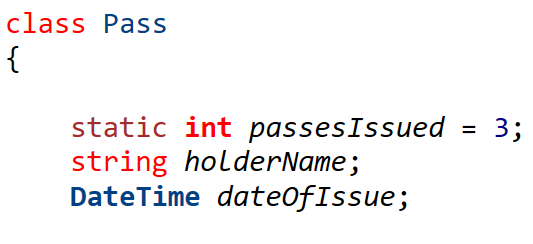 class Pass
{
static int passesIssued = 3;
string holderName;
DateTime dateOfIssue;